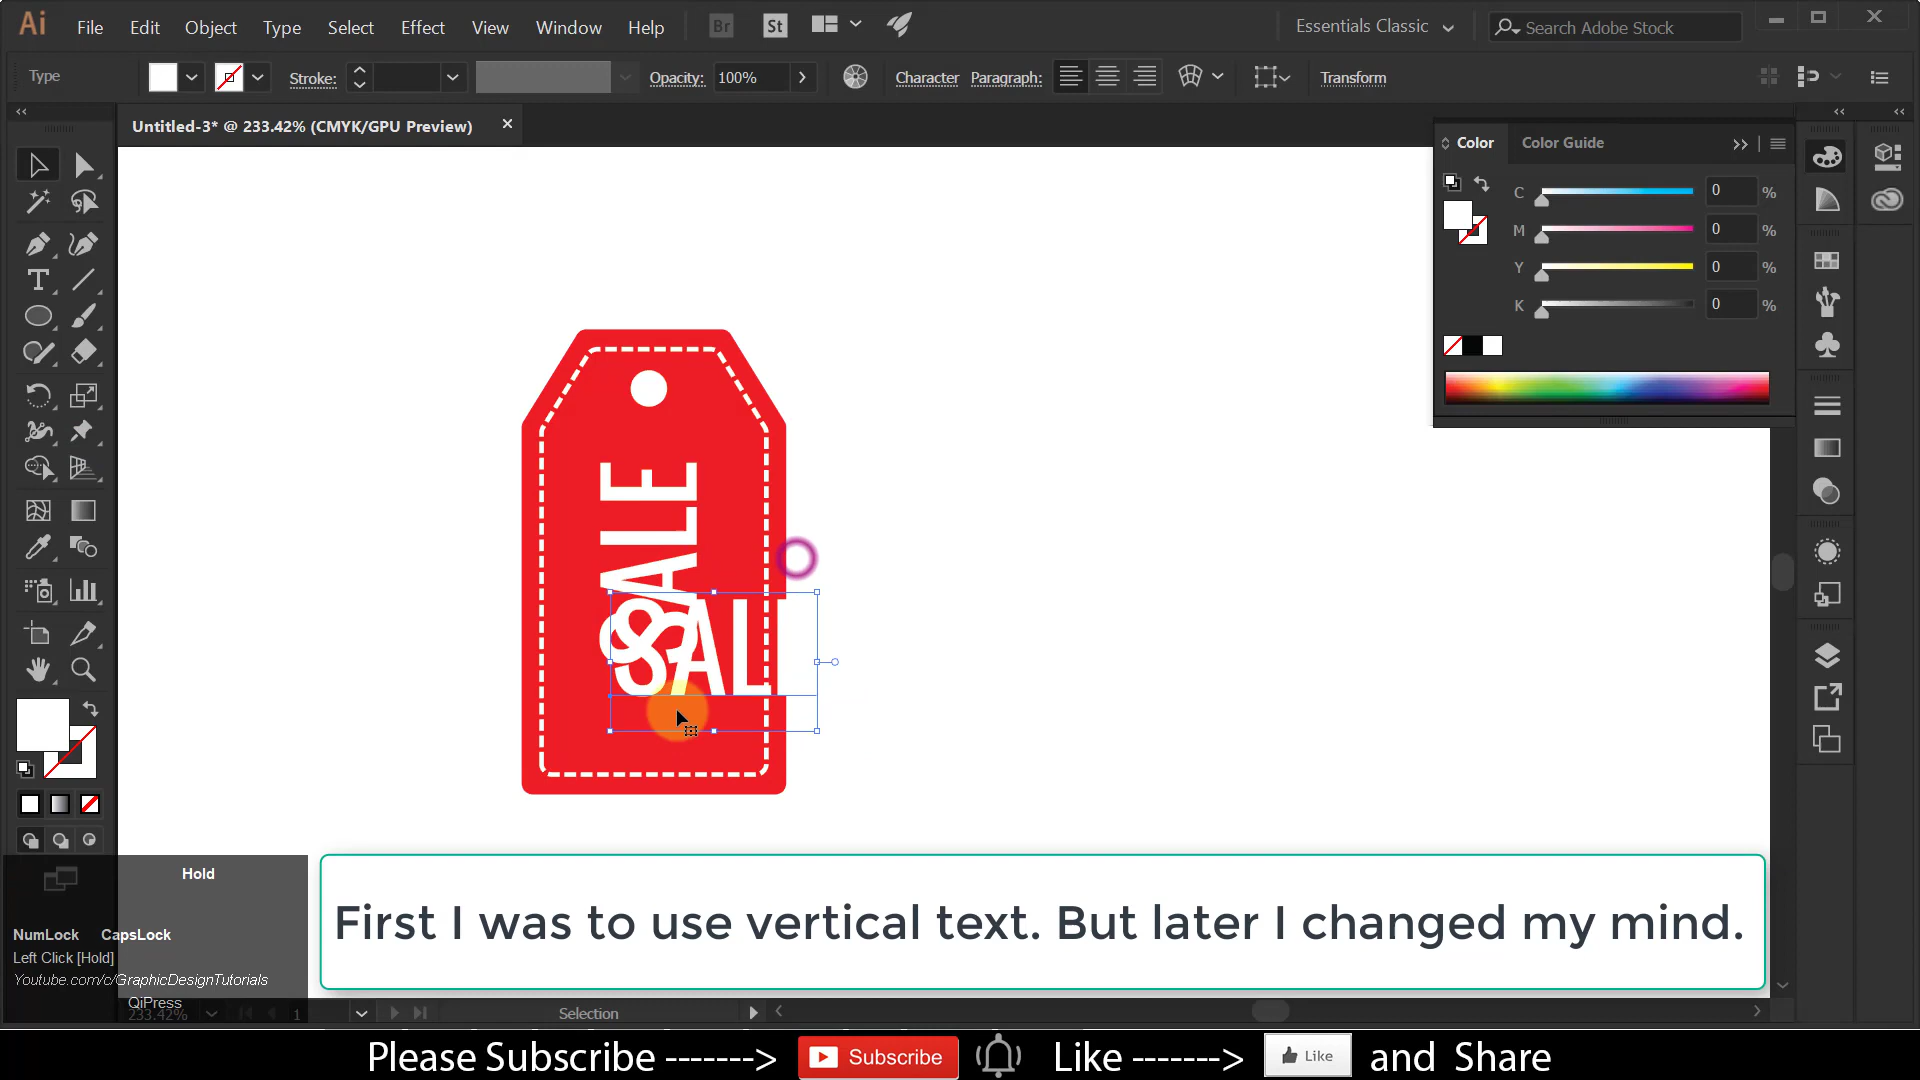 Ai File Edit Object Type Select Effect View Window Help Br St Essentials Classic Search Adobe Stock
Type Stroke: Opacity: 100% Character Paragraph: Transform
Untitled-3* @ 233.42% (CMYK/GPU Preview)
Color Color Guide
C 0 %
M 0 %
Y 0 %
K 0 %
SALE
SAL
Hold
NumLock CapsLock
Left Click [Hold]
Youtube.com/c/GraphicDesignTutorials
QiPress
233.42% 1 Selection
First I was to use vertical text. But later I changed my mind.
Please Subscribe -------> Subscribe Like -------> Like and Share